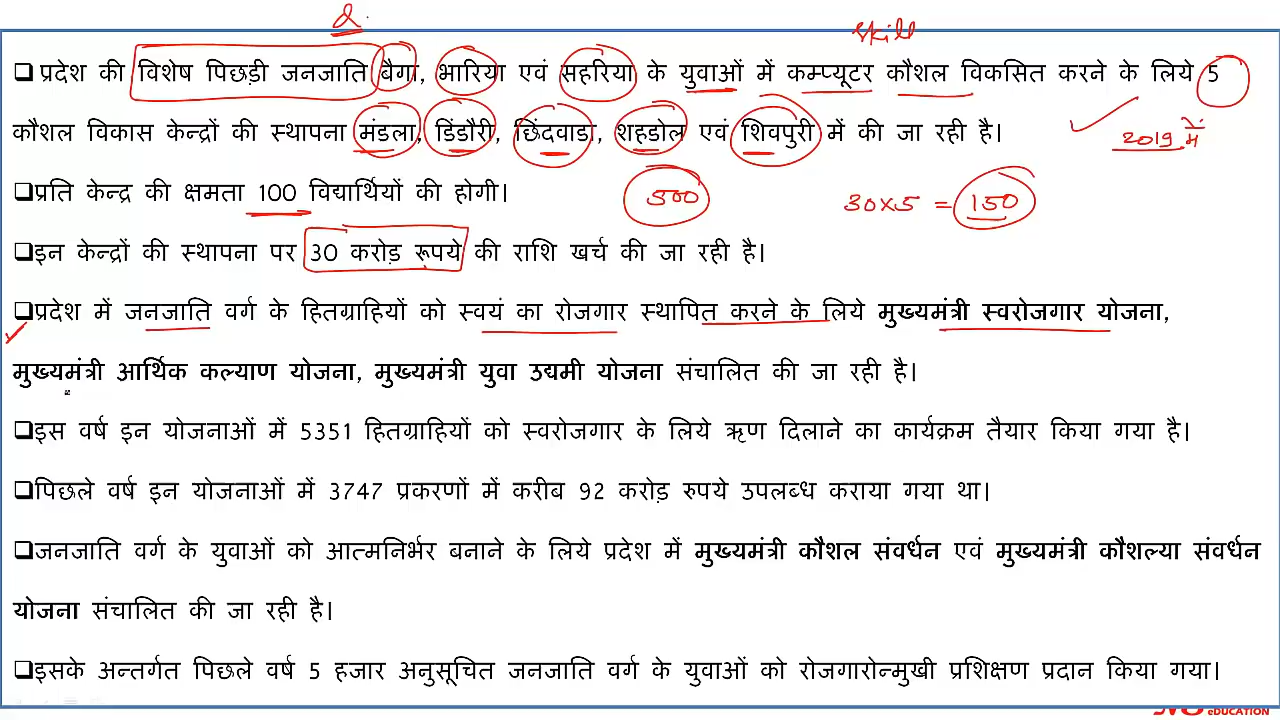 2.
skill
❑ प्रदेश की विशेष पिछड़ी जनजाति बैगा, भारिया एवं सहरिया के युवाओं में कम्प्यूटर कौशल विकसित करने के लिये 5
कौशल विकास केन्द्रों की स्थापना मंडला, डिंडौरी, छिंदवाडा, शहडोल एवं शिवपुरी में की जा रही है।
2019 में
❑प्रति केन्द्र की क्षमता 100 विद्यार्थियों की होगी।
500
30×5 = 150
❑इन केन्द्रों की स्थापना पर 30 करोड़ रूपये की राशि खर्च की जा रही है।
❑प्रदेश में जनजाति वर्ग के हितग्राहियों को स्वयं का रोजगार स्थापित करने के लिये मुख्यमंत्री स्वरोजगार योजना,
मुख्यमंत्री आर्थिक कल्याण योजना, मुख्यमंत्री युवा उद्यमी योजना संचालित की जा रही है।
❑इस वर्ष इन योजनाओं में 5351 हितग्राहियों को स्वरोजगार के लिये ऋण दिलाने का कार्यक्रम तैयार किया गया है।
❑पिछले वर्ष इन योजनाओं में 3747 प्रकरणों में करीब 92 करोड़ रुपये उपलब्ध कराया गया था।
❑जनजाति वर्ग के युवाओं को आत्मनिर्भर बनाने के लिये प्रदेश में मुख्यमंत्री कौशल संवर्धन एवं मुख्यमंत्री कौशल्या संवर्धन
योजना संचालित की जा रही है।
❑इसके अन्तर्गत पिछले वर्ष 5 हजार अनुसूचित जनजाति वर्ग के युवाओं को रोजगारोन्मुखी प्रशिक्षण प्रदान किया गया।
EDUCATION